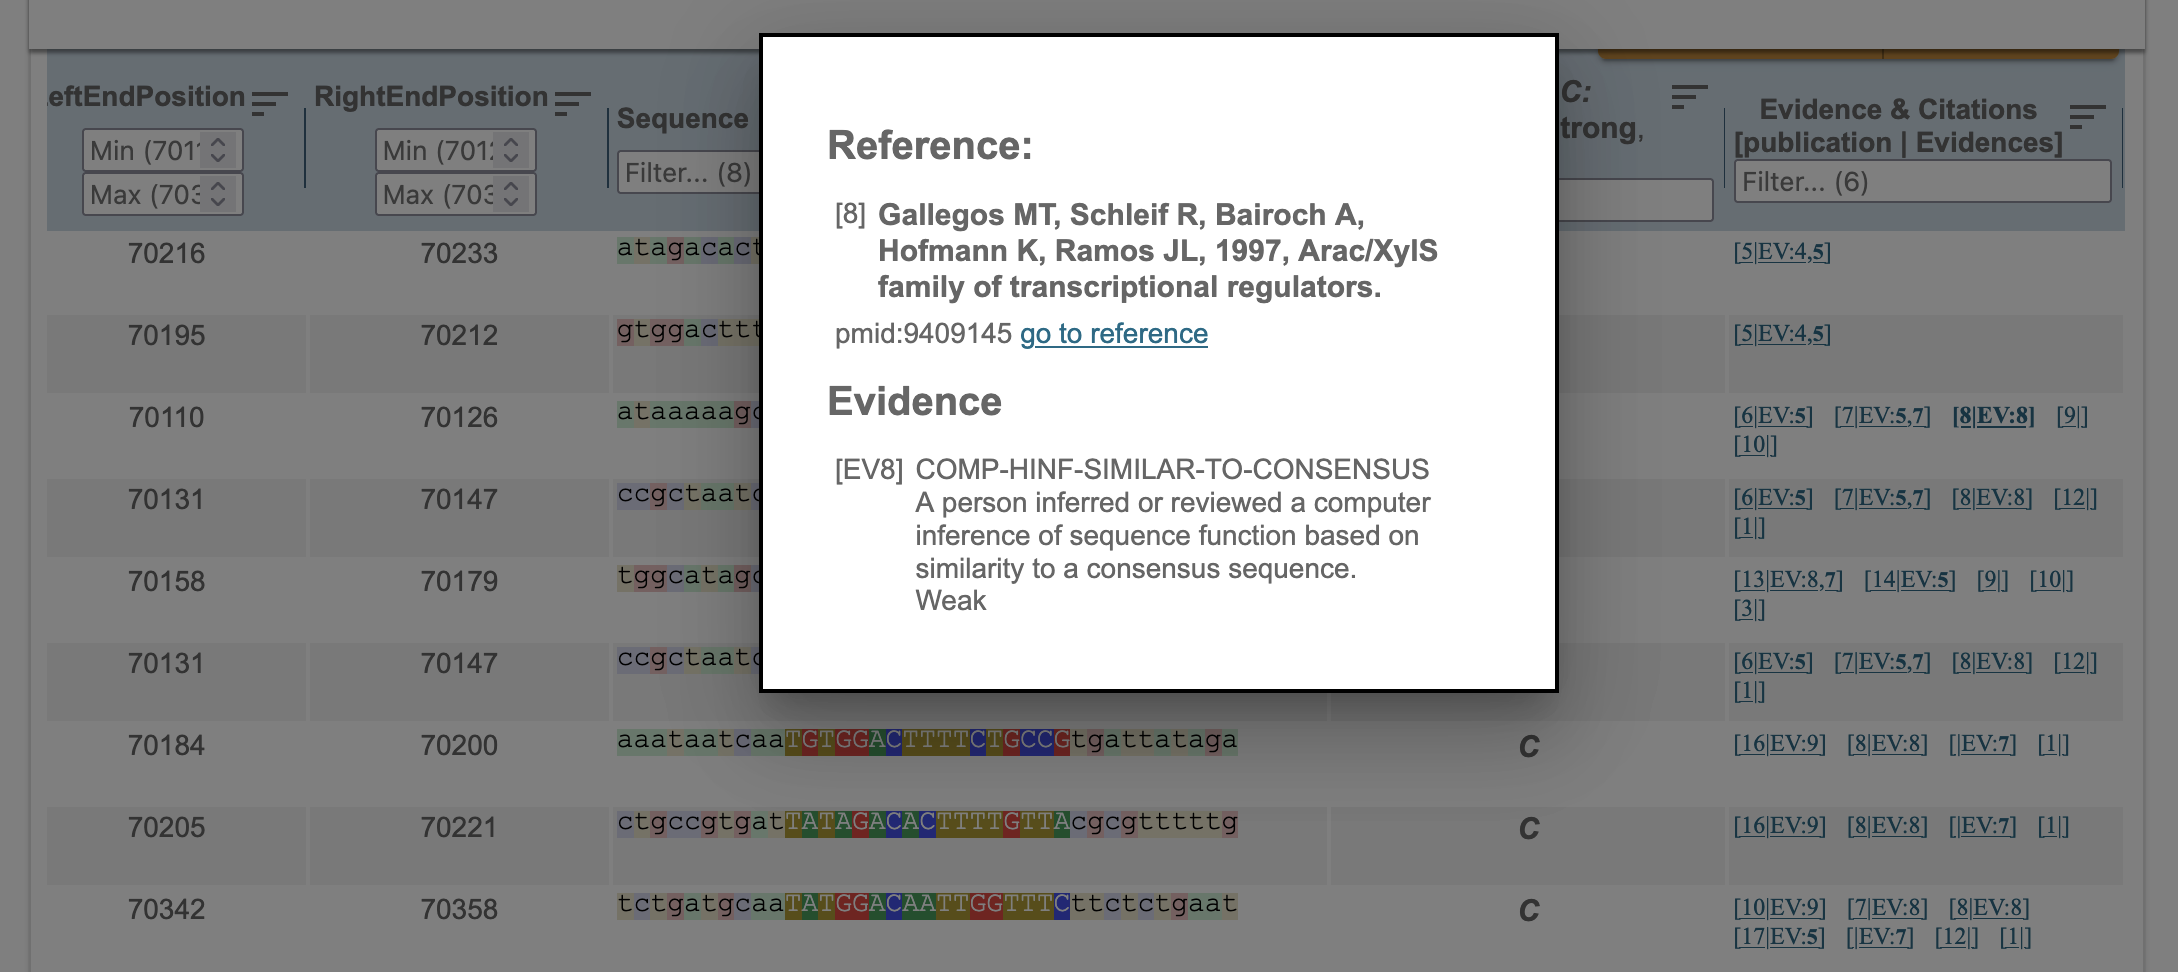 eftEndPosition RightEndPosition Sequence C: trong, Evidence & Citations [publication | Evidences]
Min (701 Min (701 Filter... (8) Filter... (6)
Max (703 Max (703
Reference:
[8] Gallegos MT, Schleif R, Bairoch A,
Hofmann K, Ramos JL, 1997, Arac/XylS
family of transcriptional regulators.
pmid:9409145 go to reference
Evidence
[EV8] COMP-HINF-SIMILAR-TO-CONSENSUS
A person inferred or reviewed a computer
inference of sequence function based on
similarity to a consensus sequence.
Weak
70216 70233 atagacact [5|EV:4,5]
70195 70212 gtggacttt [5|EV:4,5]
70110 70126 ataaaaag [6|EV:5] [7|EV:5,7] [8|EV:8] [9|]
[10|]
70131 70147 ccgctaat [6|EV:5] [7|EV:5,7] [8|EV:8] [12|]
[1|]
70158 70179 tggcatag [13|EV:8,7] [14|EV:5] [9|] [10|]
[3|]
70131 70147 ccgctaat [6|EV:5] [7|EV:5,7] [8|EV:8] [12|]
[1|]
70184 70200 aaataatcaaTGTGGACTTTTCTGCCGtgattataga C [16|EV:9] [8|EV:8] [|EV:7] [1|]
70205 70221 ctgccgtgatTATAGACACTTTTGTTAcgcgtttttg C [16|EV:9] [8|EV:8] [|EV:7] [1|]
70342 70358 tctgatgcaaTATGGACAATTGGTTTCttctctgaat C [10|EV:9] [7|EV:8] [8|EV:8]
[17|EV:5] [|EV:7] [12|] [1|]